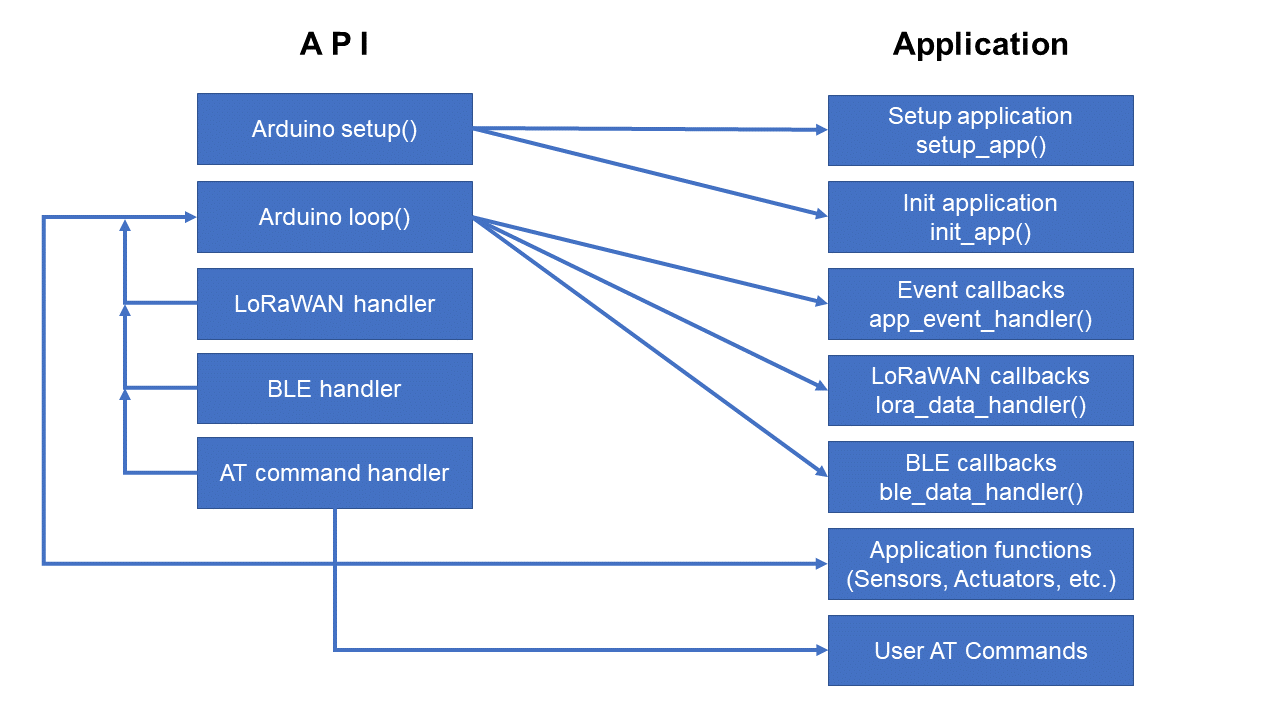 A P I
Arduino setup()
Arduino loop()
LoRaWAN handler
BLE handler
AT command handler
Application
Setup application
setup_app()
Init application
init_app()
Event callbacks
app_event_handler()
LoRaWAN callbacks
lora_data_handler()
BLE callbacks
ble_data_handler()
Application functions
(Sensors, Actuators, etc.)
User AT Commands